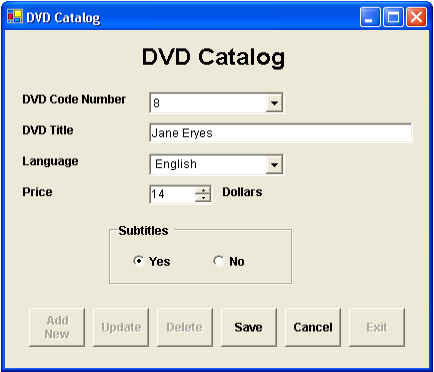 DVD Catalog
DVD Catalog
DVD Code Number 8
DVD Title Jane Eryes
Language English
Price 14 Dollars
Subtitles
Yes No
Add New Update Delete Save Cancel Exit